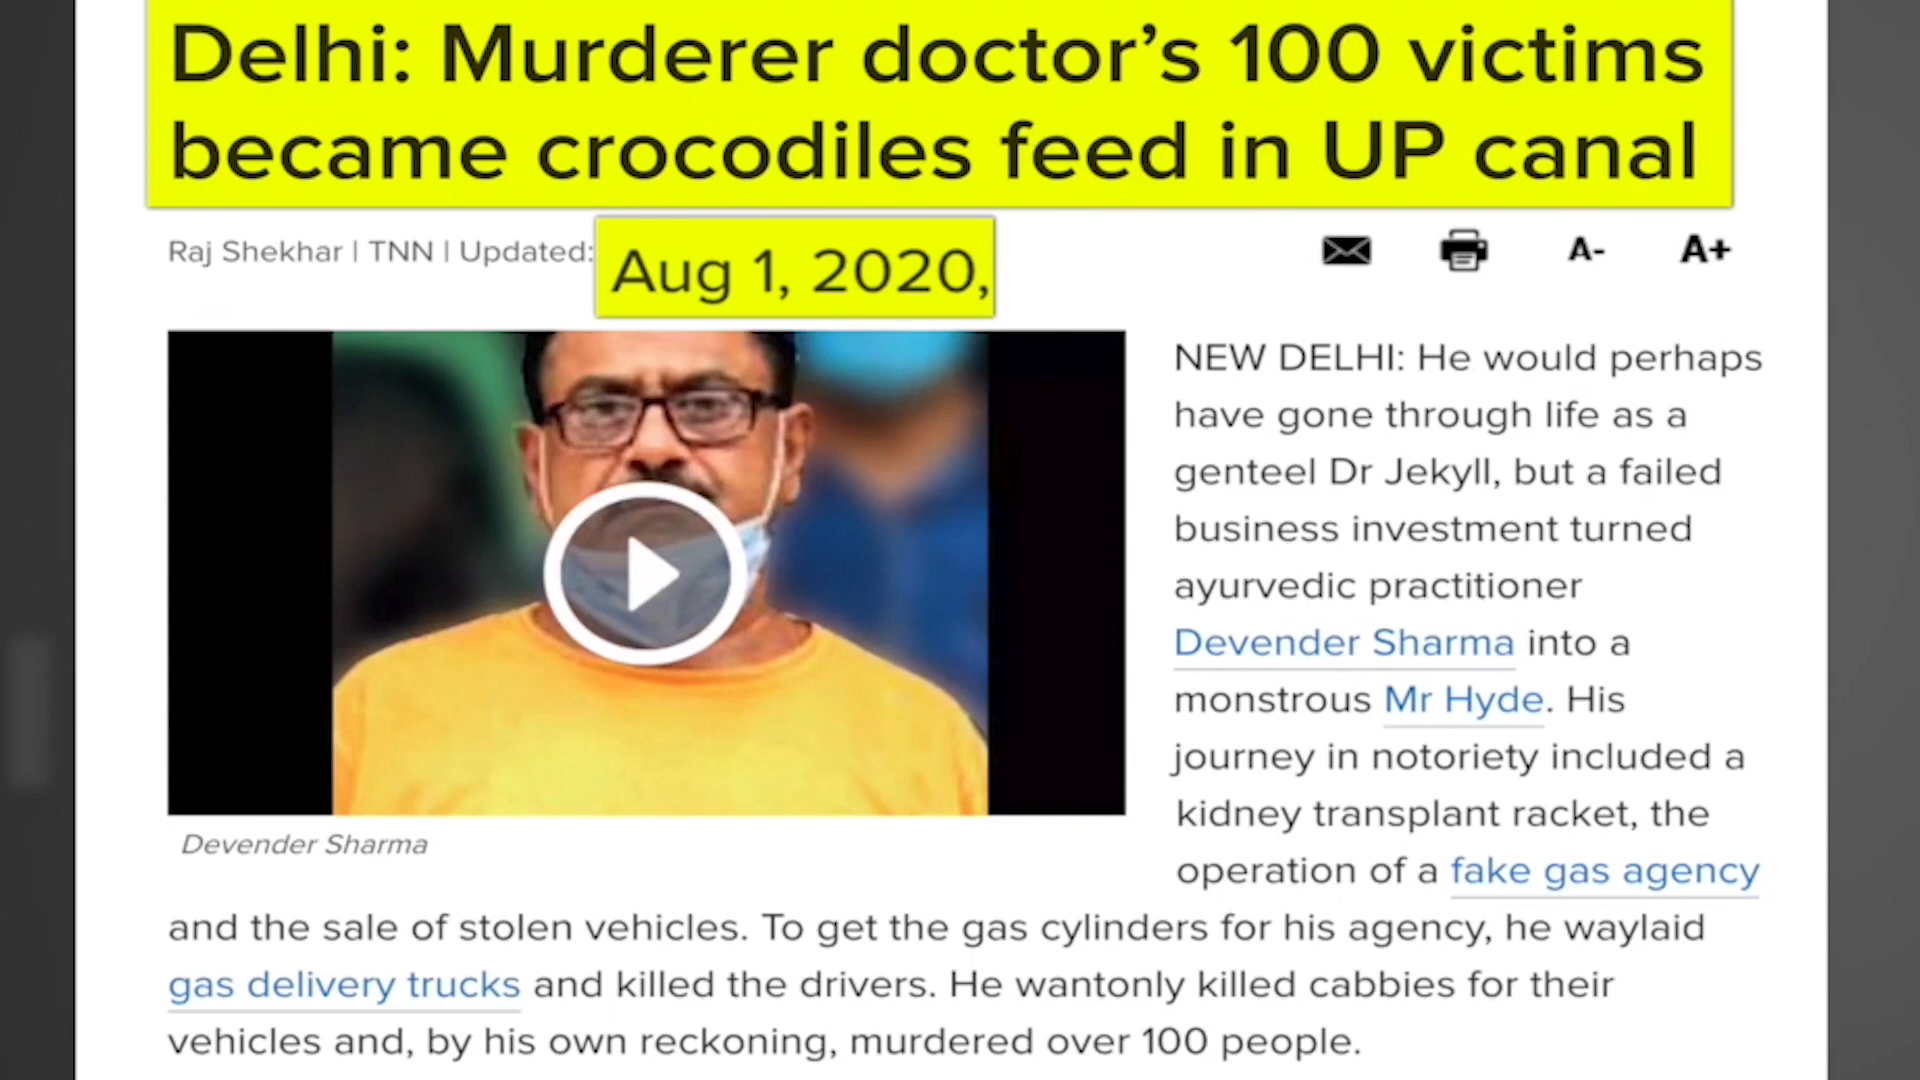 Delhi: Murderer doctor’s 100 victims
became crocodiles feed in UP canal
Raj Shekhar | TNN | Updated: Aug 1, 2020,
A-
A+
NEW DELHI: He would perhaps
have gone through life as a
genteel Dr Jekyll, but a failed
business investment turned
ayurvedic practitioner
Devender Sharma into a
monstrous Mr Hyde. His
journey in notoriety included a
kidney transplant racket, the
operation of a fake gas agency
and the sale of stolen vehicles. To get the gas cylinders for his agency, he waylaid
gas delivery trucks and killed the drivers. He wantonly killed cabbies for their
vehicles and, by his own reckoning, murdered over 100 people.
Devender Sharma